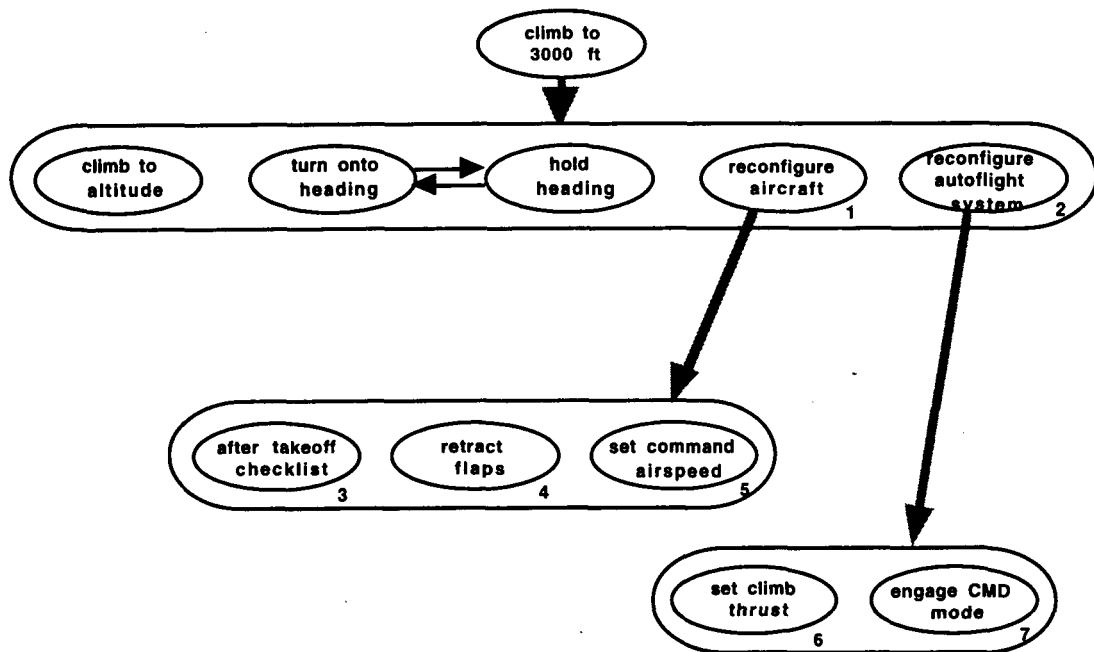 climb to
3000 ft
climb to
altitude
turn onto
heading
hold
heading
reconfigure
aircraft
1
reconfigure
autoflight
system
2
after takeoff
checklist
3
retract
flaps
4
set command
airspeed
5
set climb
thrust
6
engage CMD
mode
7